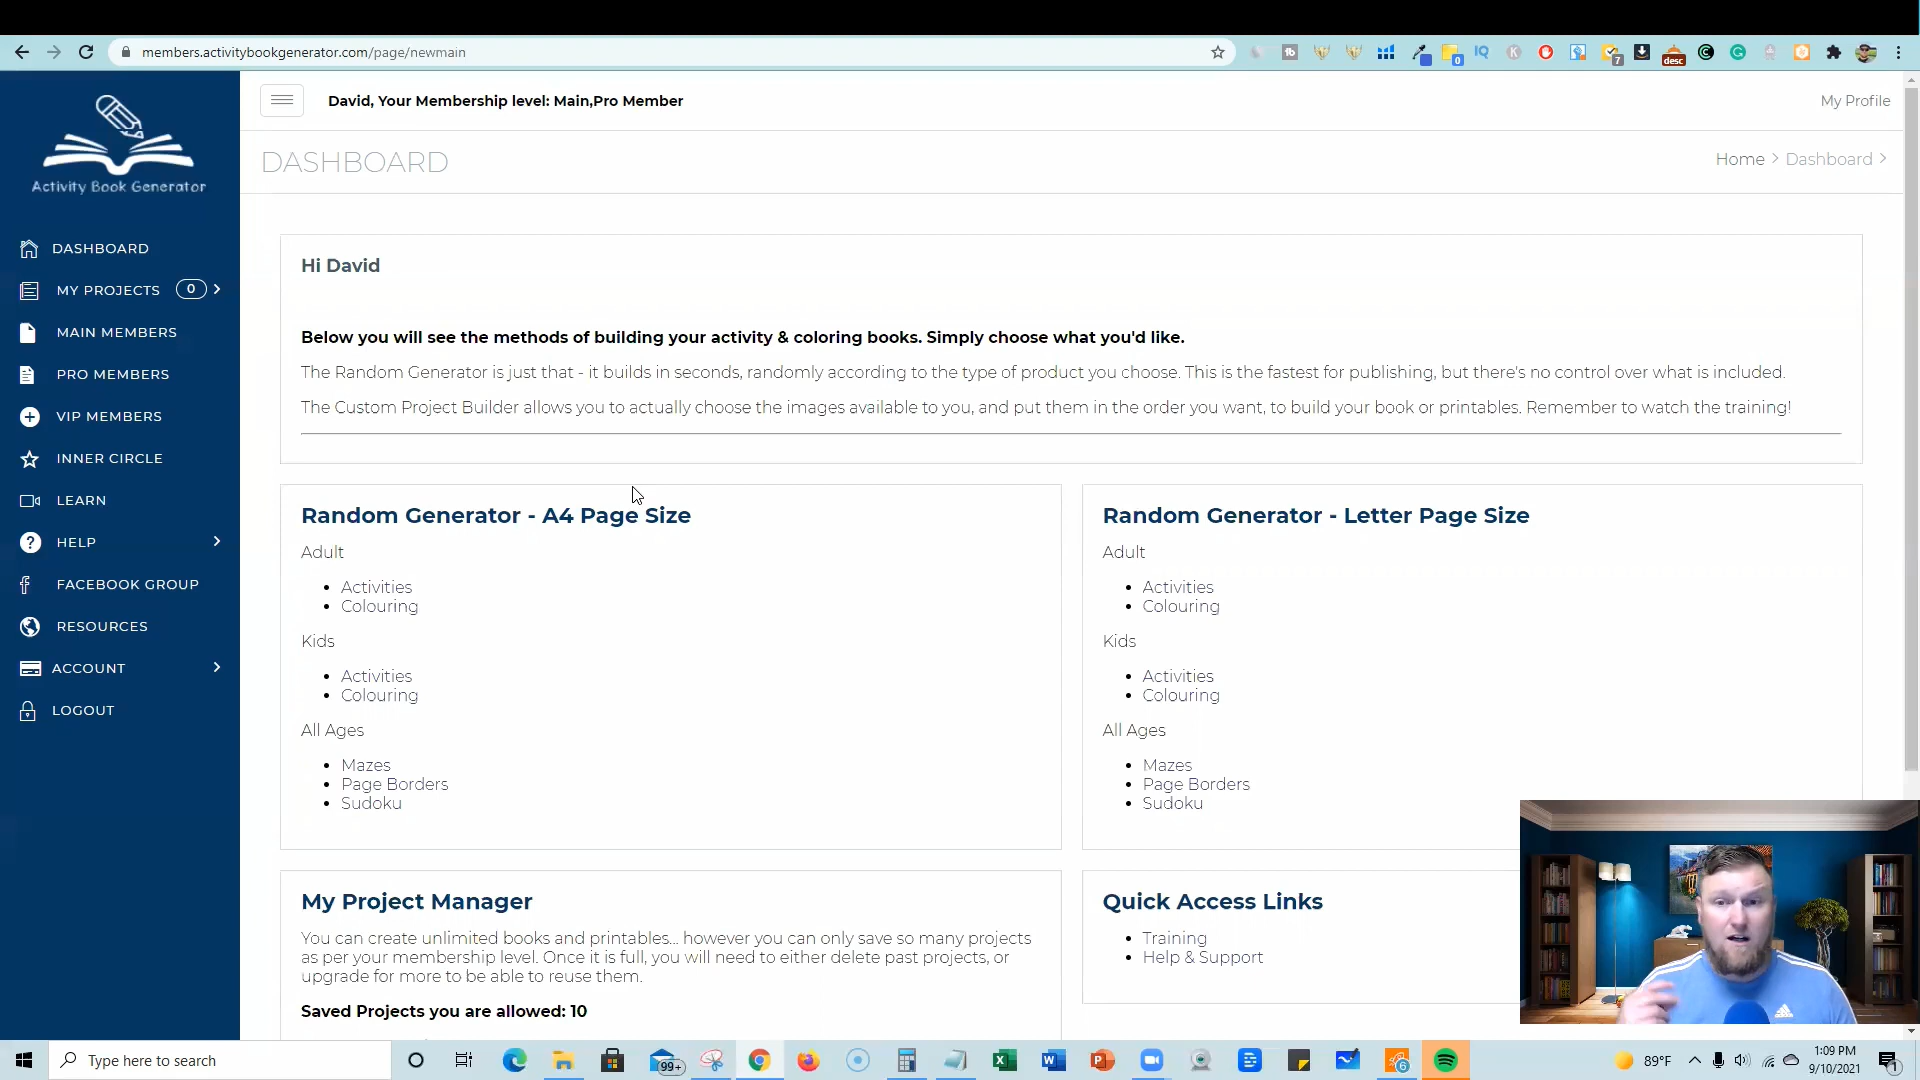 members.activitybookgenerator.com/page/newmain
Activity Book Generator
DASHBOARD
MY PROJECTS 0
MAIN MEMBERS
PRO MEMBERS
VIP MEMBERS
INNER CIRCLE
LEARN
HELP
FACEBOOK GROUP
RESOURCES
ACCOUNT
LOGOUT
David, Your Membership level: Main,Pro Member
My Profile
DASHBOARD
Home > Dashboard >
Hi David
Below you will see the methods of building your activity & coloring books. Simply choose what you'd like.
The Random Generator is just that - it builds in seconds, randomly according to the type of product you choose. This is the fastest for publishing, but there's no control over what is included.
The Custom Project Builder allows you to actually choose the images available to you, and put them in the order you want, to build your book or printables. Remember to watch the training!
Random Generator - A4 Page Size
Adult
Activities
Colouring
Kids
Activities
Colouring
All Ages
Mazes
Page Borders
Sudoku
Random Generator - Letter Page Size
Adult
Activities
Colouring
Kids
Activities
Colouring
All Ages
Mazes
Page Borders
Sudoku
My Project Manager
You can create unlimited books and printables... however you can only save so many projects
as per your membership level. Once it is full, you will need to either delete past projects, or
upgrade for more to be able to reuse them.
Saved Projects you are allowed: 10
Quick Access Links
Training
Help & Support
Type here to search
99+
89°F
1:09 PM
9/10/2021